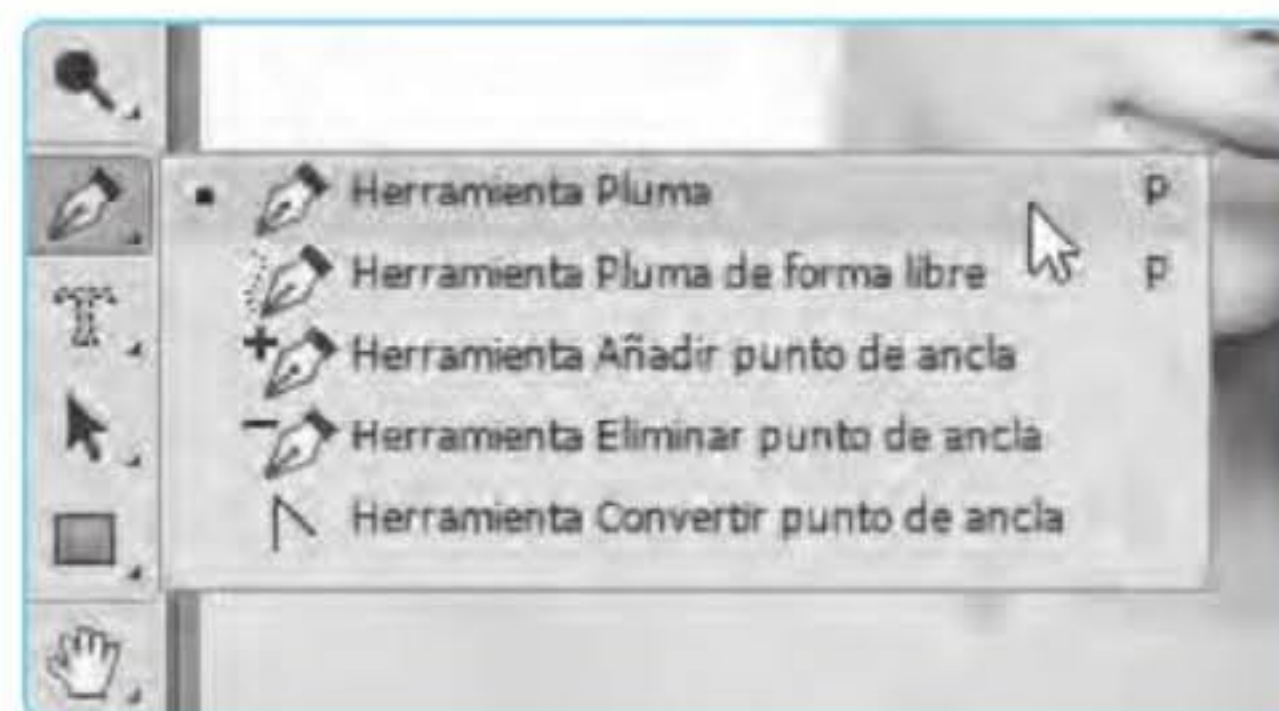 Herramienta Pluma P
Herramienta Pluma de forma libre P
Herramienta Añadir punto de ancla
Herramienta Eliminar punto de ancla
Herramienta Convertir punto de ancla